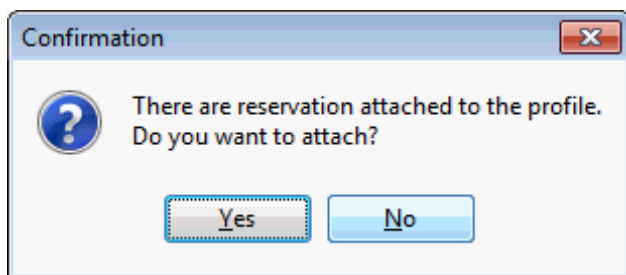 Confirmation
There are reservation attached to the profile.
Do you want to attach?
Yes
No